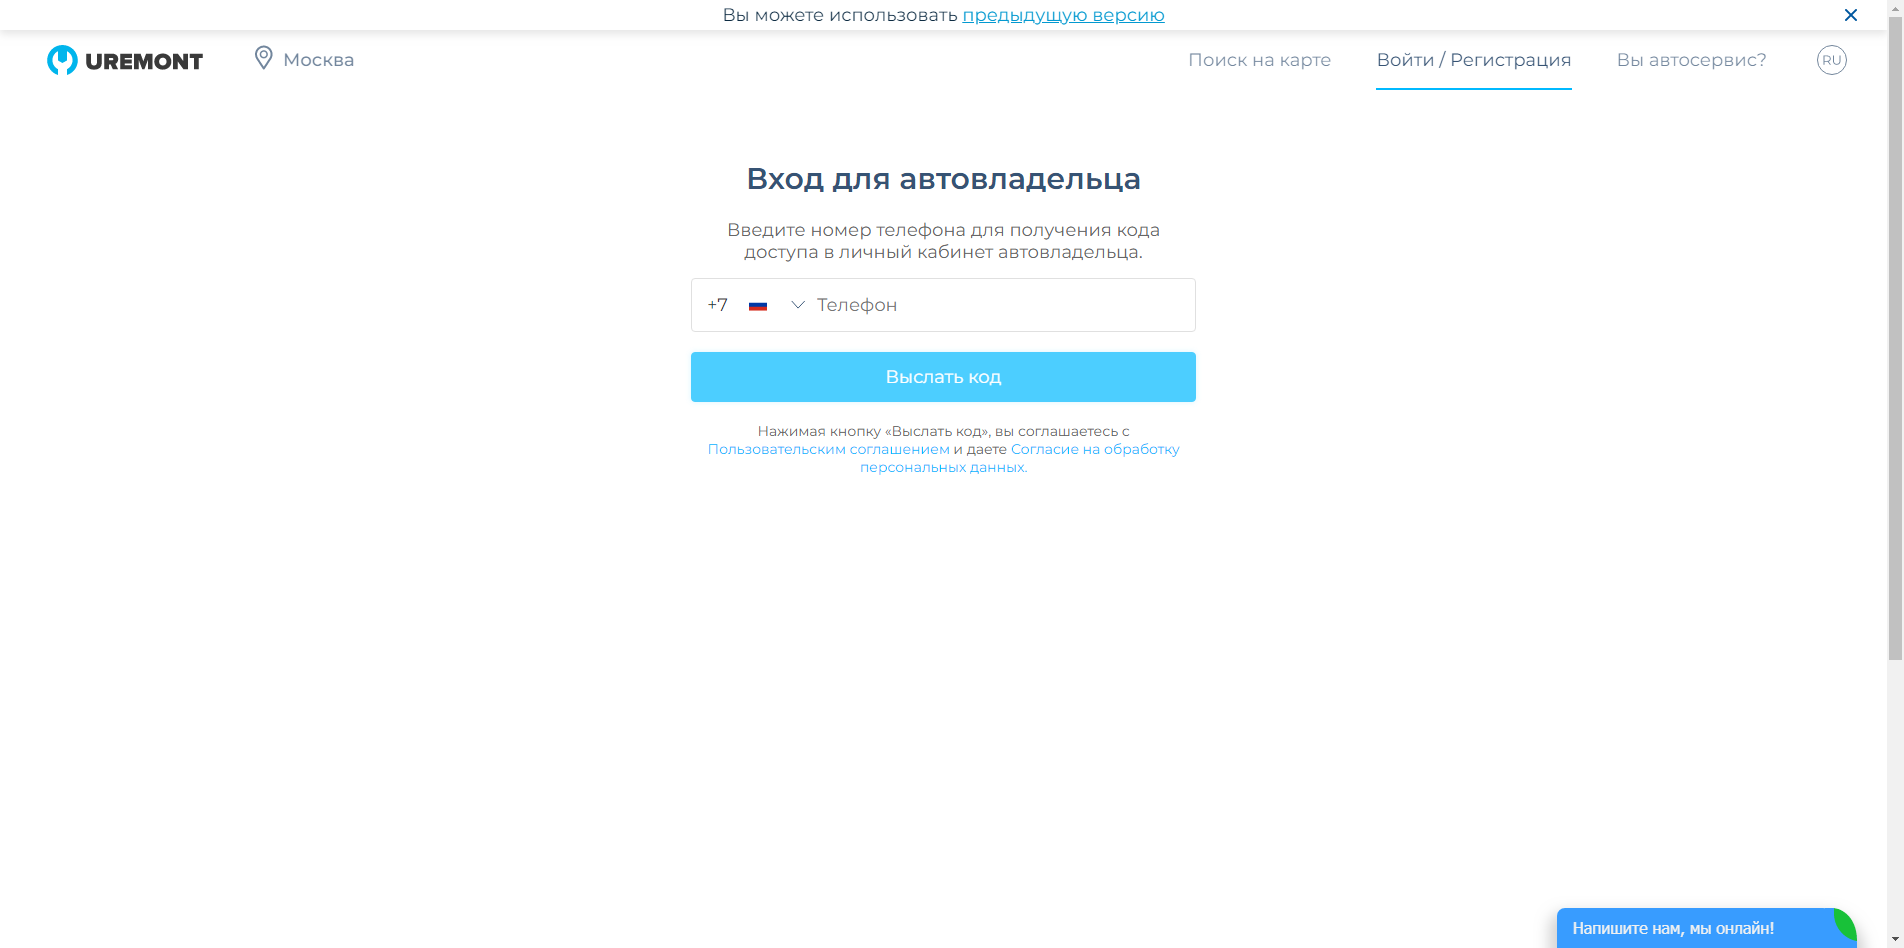 Вы можете использовать предыдущую версию
UREMONT
Москва
Поиск на карте
Войти / Регистрация
Вы автосервис?
RU
Вход для автовладельца
Введите номер телефона для получения кода
доступа в личный кабинет автовладельца.
+7
Телефон
Выслать код
Нажимая кнопку «Выслать код», вы соглашаетесь с
Пользовательским соглашением и даете Согласие на обработку
персональных данных.
Напишите нам, мы онлайн!